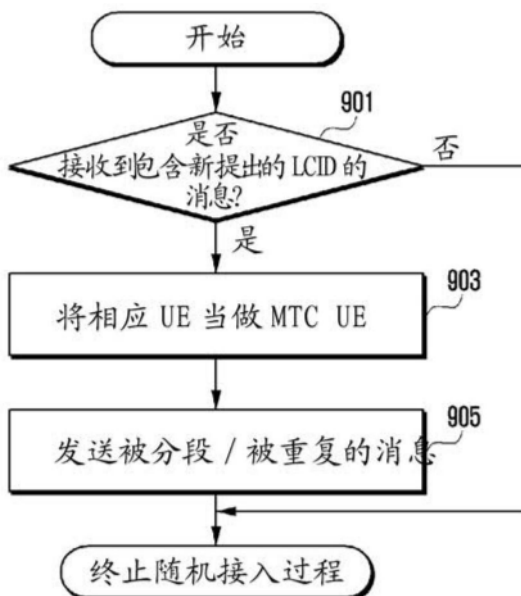 开始
901
是否
接收到包含新提出的LCID的
消息?
否
是
903
将相应 UE 当做 MTC UE
905
发送被分段/被重复的消息
终止随机接入过程